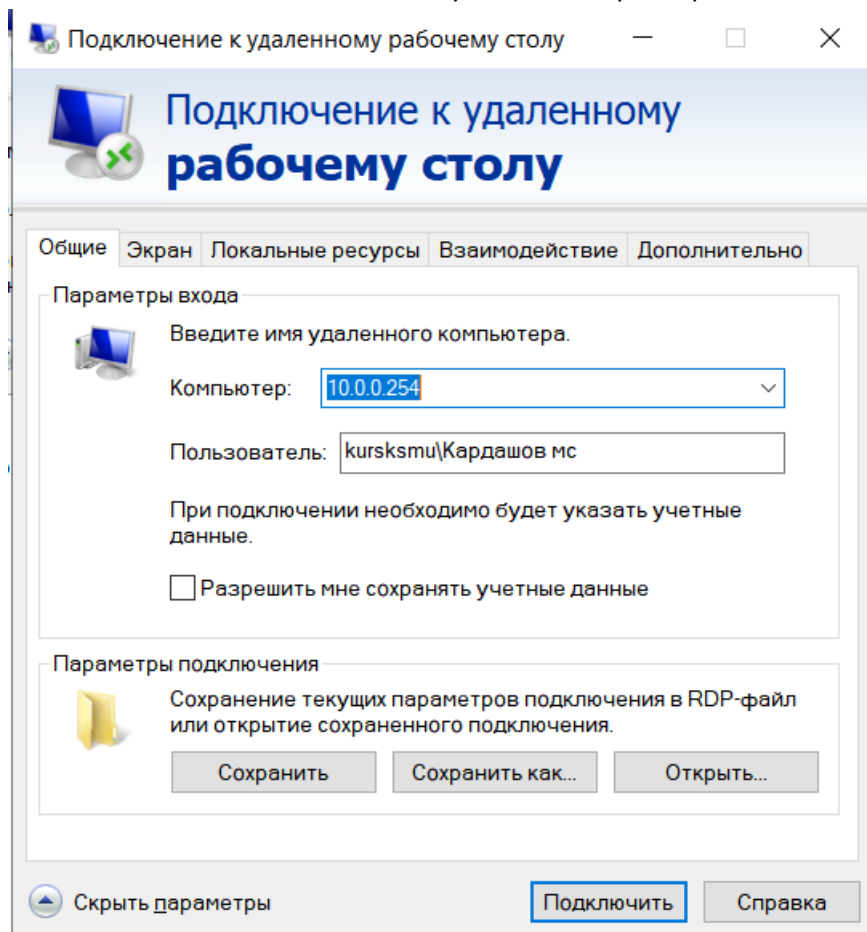 Подключение к удаленному рабочему столу
Подключение к удаленному
рабочему столу
Общие Экран Локальные ресурсы Взаимодействие Дополнительно
Параметры входа
Введите имя удаленного компьютера.
Компьютер: 10.0.0.254
Пользователь: kursksmu\Кардашов мс
При подключении необходимо будет указать учетные
данные.
Разрешить мне сохранять учетные данные
Параметры подключения
Сохранение текущих параметров подключения в RDP-файл
или открытие сохраненного подключения.
Сохранить Сохранить как... Открыть...
Скрыть параметры Подключить Справка